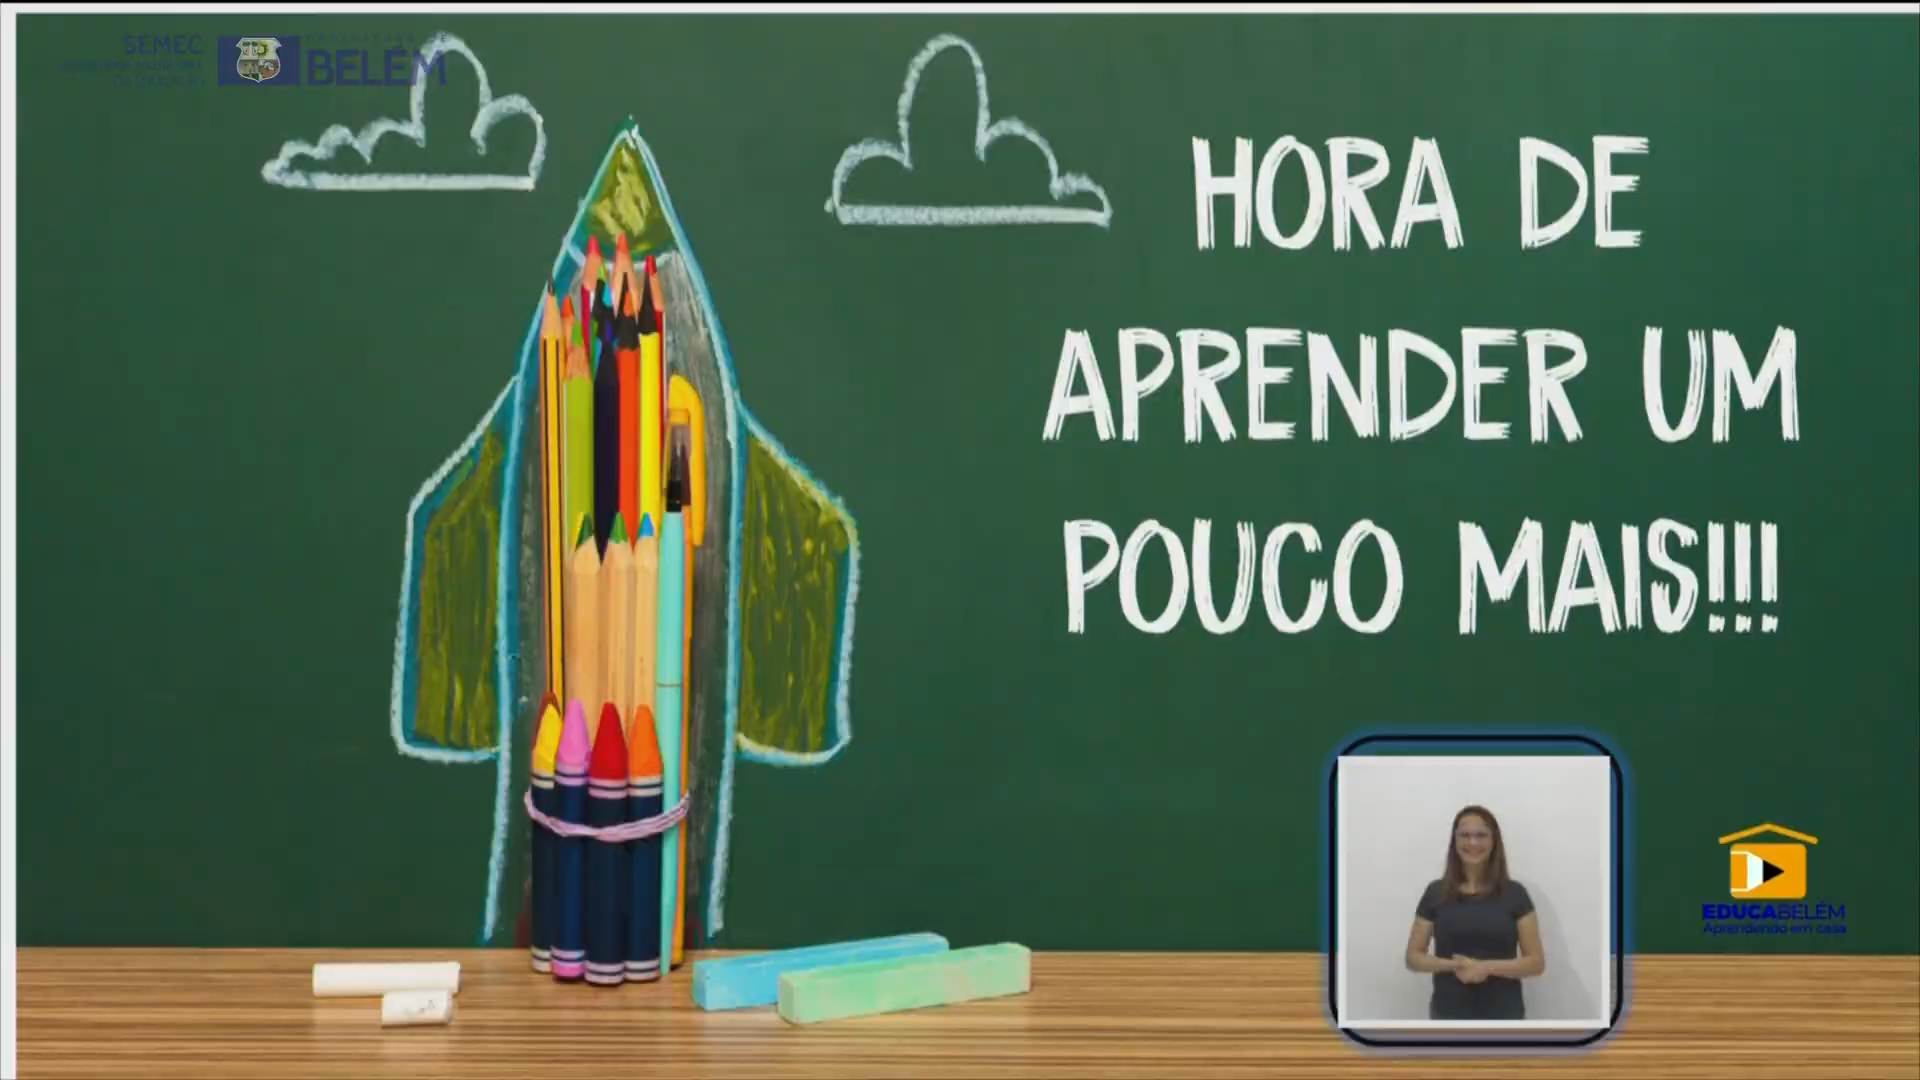 SEMEC
BELÉM
HORA DE
APRENDER UM
POUCO MAIS!!!
EDUCABELÉM
Aprendendo em casa